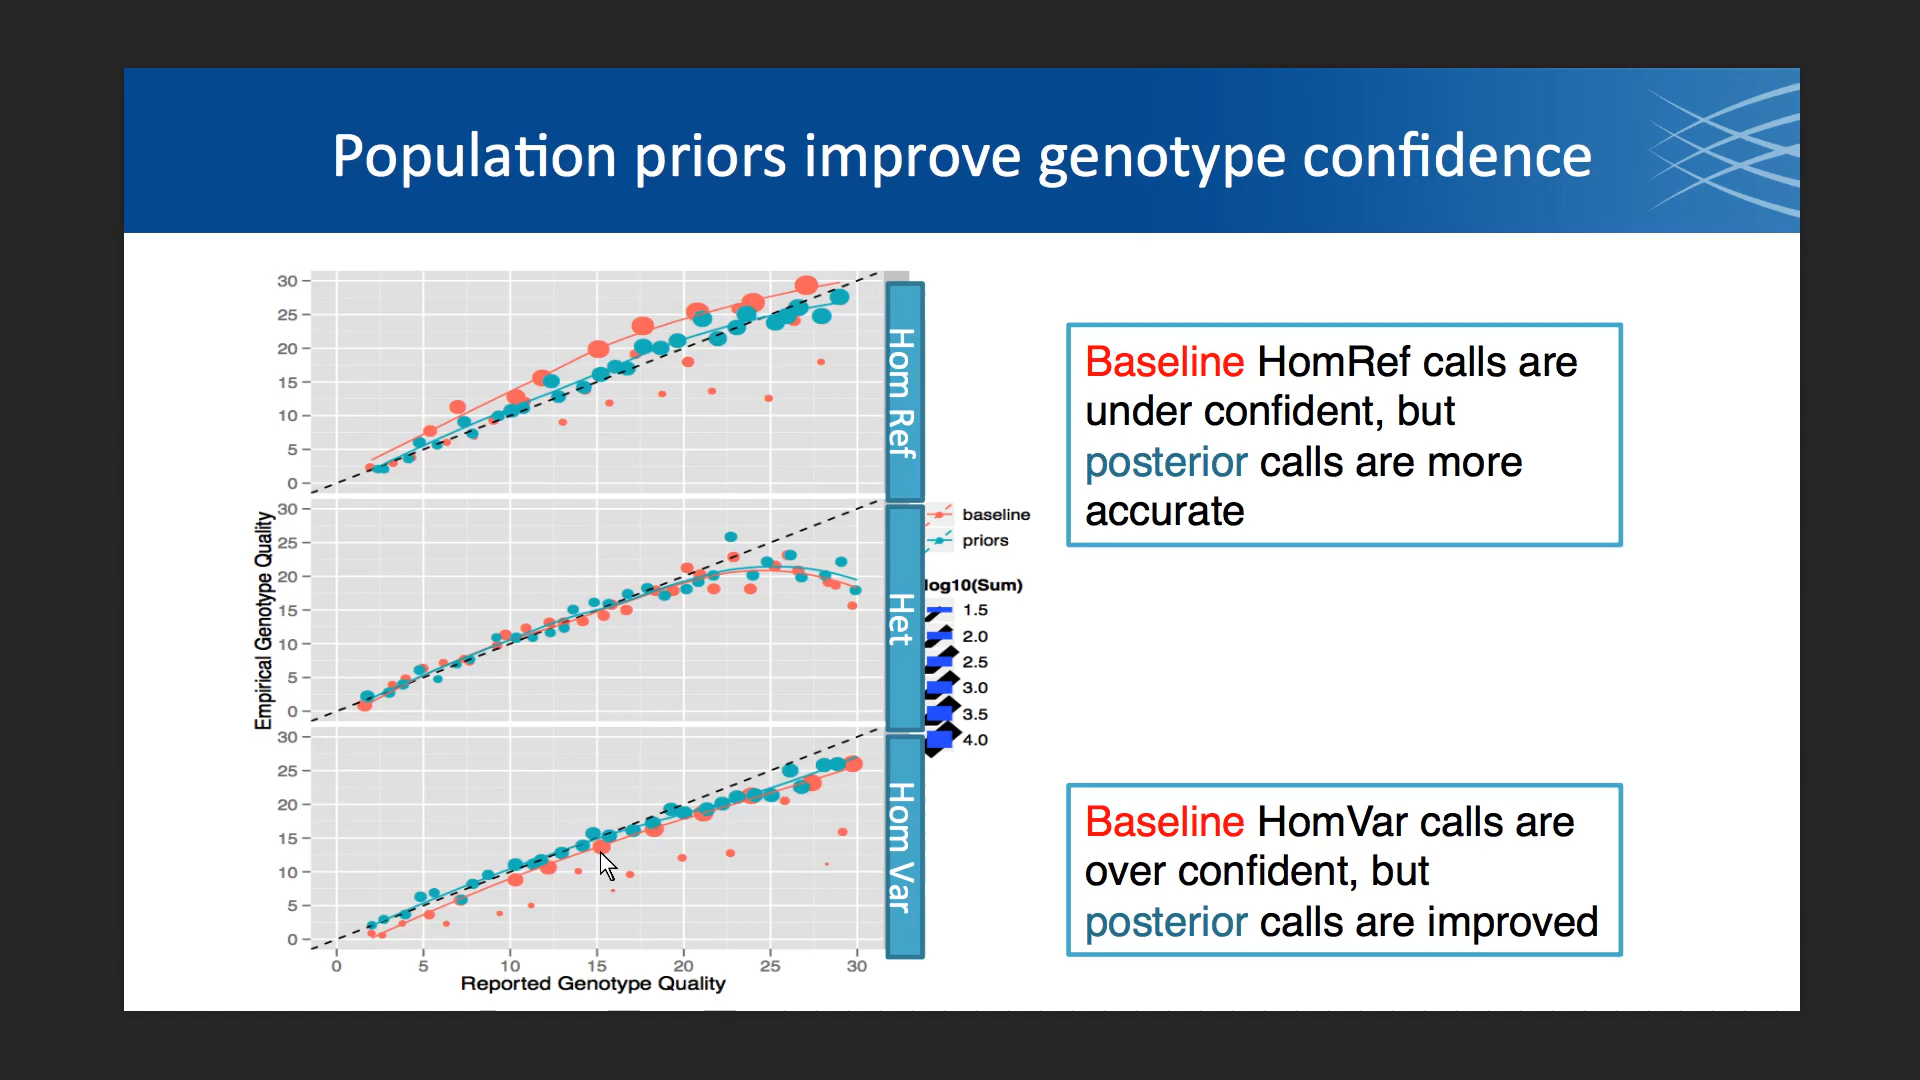 Population priors improve genotype confidence
30
25
20
15
10
5
0
Hom Ref
30
25
20
15
10
5
0
Het
30
25
20
15
10
5
0
Hom Var
0 5 10 15 20 25 30
Reported Genotype Quality
Empirical Genotype Quality
baseline
priors
log10(Sum)
1.5
2.0
2.5
3.0
3.5
4.0
Baseline HomRef calls are
under confident, but
posterior calls are more
accurate
Baseline HomVar calls are
over confident, but
posterior calls are improved